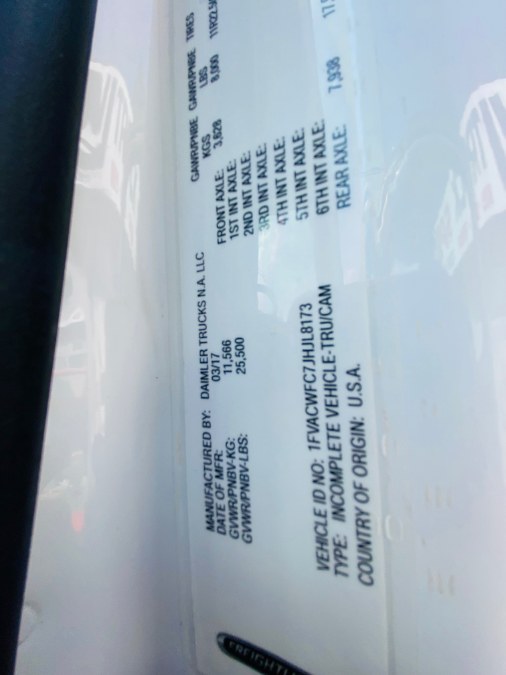 MANUFACTURED BY: DAIMLER TRUCKS N.A. LLC
DATE OF MFR: 03/17
GVWR/PNBV-KG: 11,566
GVWR/PNBV-LBS: 25,500
GAWR/PNBE GAWR/PNBE TIRES
KGS LBS
FRONT AXLE: 3,628 8,000
1ST INT AXLE:
2ND INT AXLE:
3RD INT AXLE:
4TH INT AXLE:
5TH INT AXLE:
6TH INT AXLE:
REAR AXLE: 7,938
VEHICLE ID NO: 1FVACWFC7JHJL8173
TYPE: INCOMPLETE VEHICLE-TRU/CAM
COUNTRY OF ORIGIN: U.S.A.
FREIGHTL